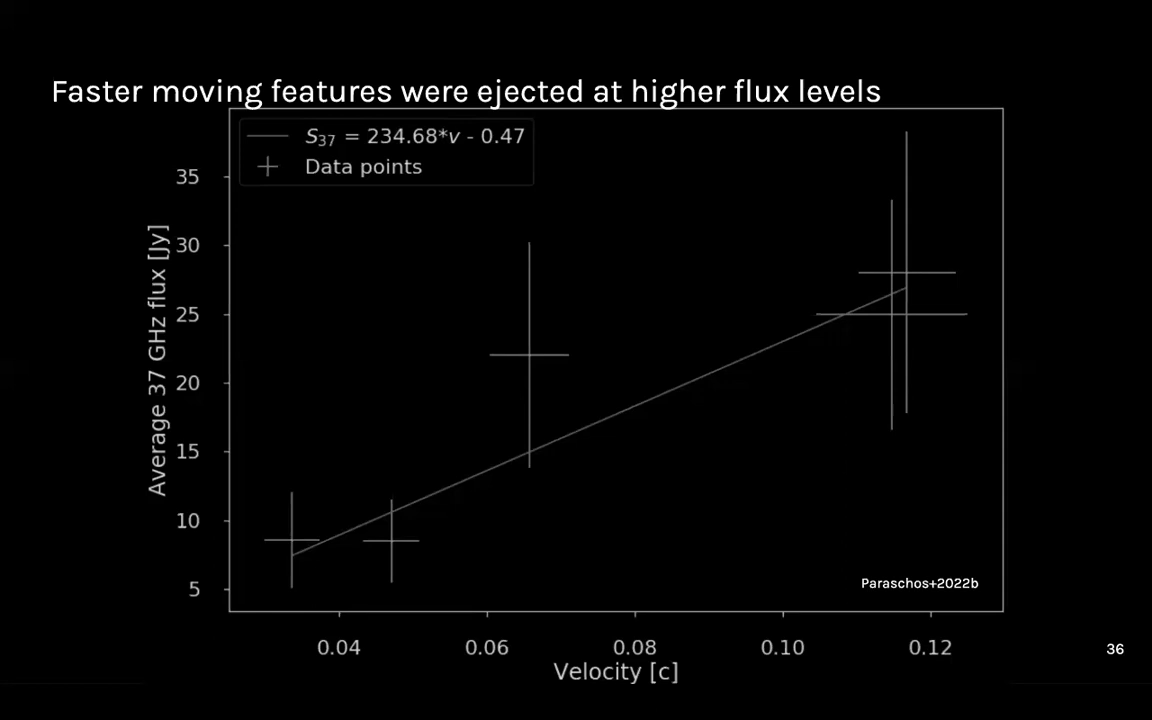 Faster moving features were ejected at higher flux levels
S37 = 234.68*v - 0.47
Data points
Average 37 GHz flux [Jy]
35
30
25
20
15
10
5
Paraschos+2022b
0.04 0.06 0.08 0.10 0.12
Velocity [c]
36